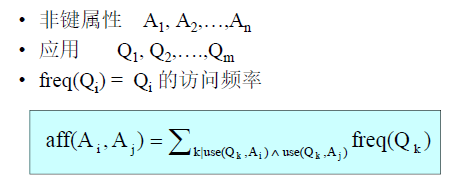 • 非键属性 A₁, A₂,…,Aₙ
• 应用 Q₁, Q₂,….,Qₘ
• freq(Qᵢ) = Qᵢ 的访问频率
aff(Aᵢ,Aⱼ) = ∑ₖ|use(Qₖ,Aᵢ)∧use(Qₖ,Aⱼ) freq(Qₖ)